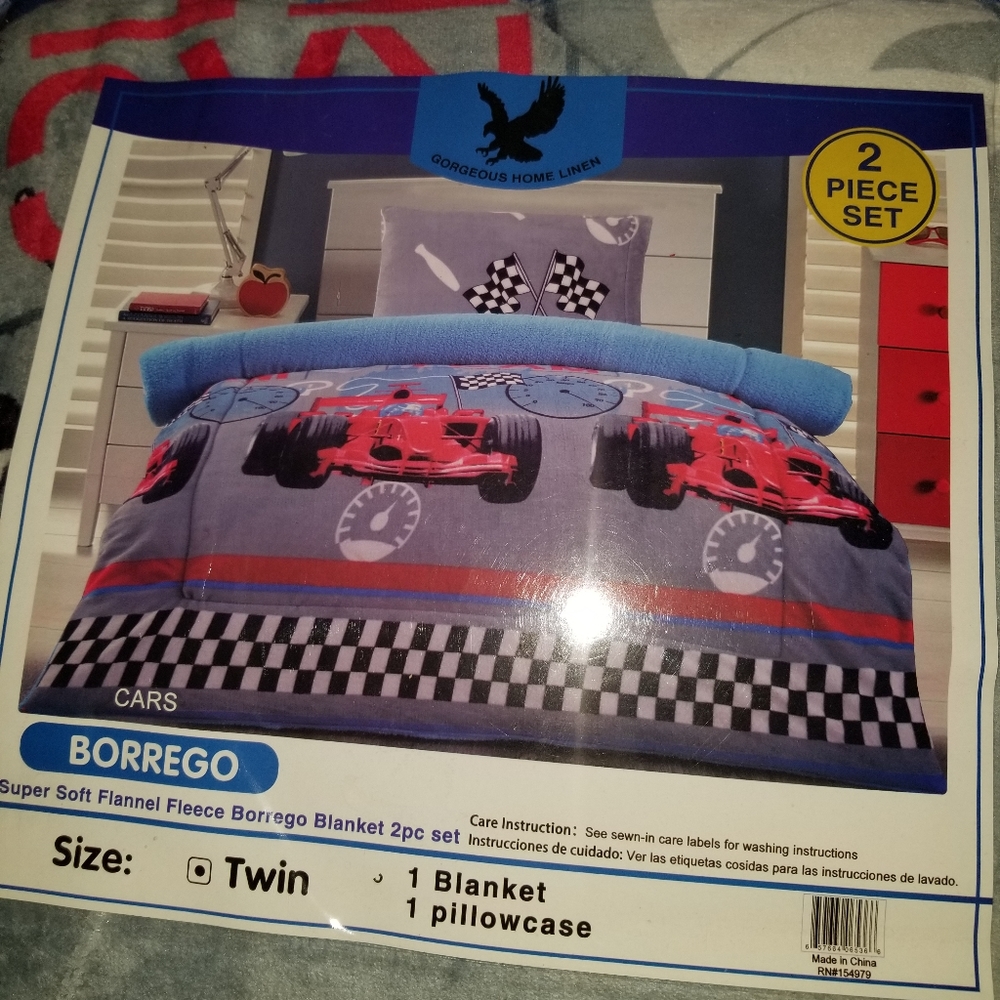 GORGEOUS HOME LINEN
2
PIECE
SET
CARS
BORREGO
Super Soft Flannel Fleece Borrego Blanket 2pc set
Care Instruction: See sewn-in care labels for washing instructions
Instrucciones de cuidado: Ver las etiquetas cosidas para las instrucciones de lavado.
Size:
Twin
1 Blanket
1 pillowcase
Made in China
RN#154979